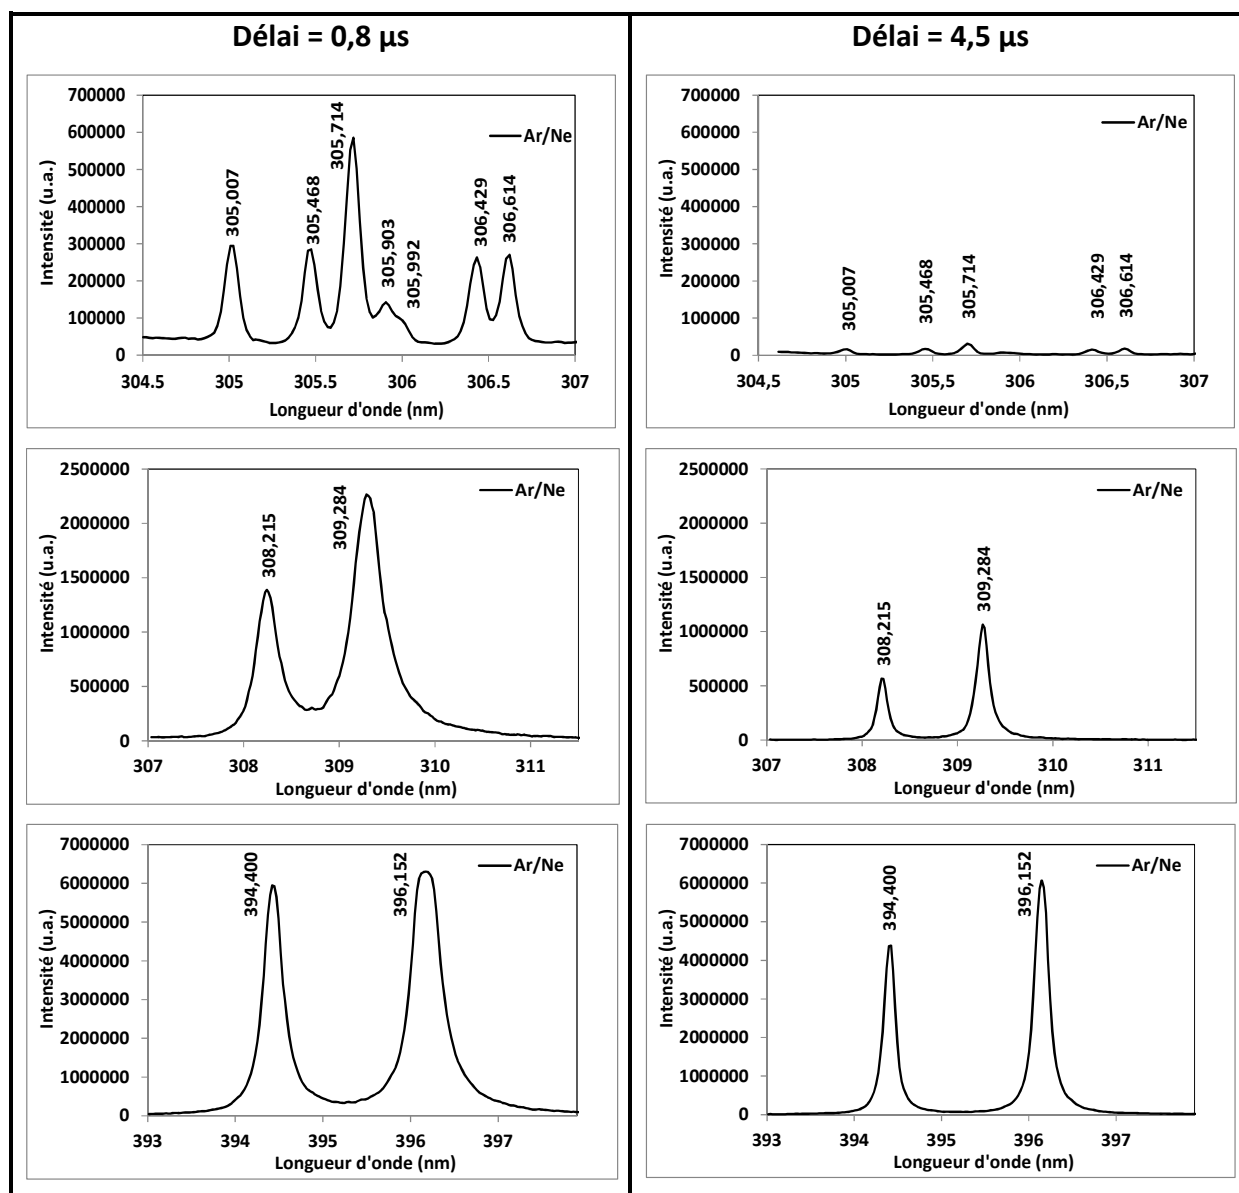 Délai = 0,8 µs
Délai = 4,5 µs
Intensité (u.a.)
700000
600000
500000
400000
300000
200000
100000
0
305,007
305,468
305,714
305,903
305,992
306,429
306,614
Ar/Ne
304.5 305 305.5 306 306.5 307
Longueur d'onde (nm)
Intensité (u.a.)
700000
600000
500000
400000
300000
200000
100000
0
305,007
305,468
305,714
306,429
306,614
Ar/Ne
304,5 305 305,5 306 306,5 307
Longueur d'onde (nm)
Intensité (u.a.)
2500000
2000000
1500000
1000000
500000
0
308,215
309,284
Ar/Ne
307 308 309 310 311
Longueur d'onde (nm)
Intensité (u.a.)
2500000
2000000
1500000
1000000
500000
0
308,215
309,284
Ar/Ne
307 308 309 310 311
Longueur d'onde (nm)
Intensité (u.a.)
7000000
6000000
5000000
4000000
3000000
2000000
1000000
0
394,400
396,152
Ar/Ne
393 394 395 396 397
Longueur d'onde (nm)
Intensité (u.a.)
7000000
6000000
5000000
4000000
3000000
2000000
1000000
0
394,400
396,152
Ar/Ne
393 394 395 396 397
Longueur d'onde (nm)